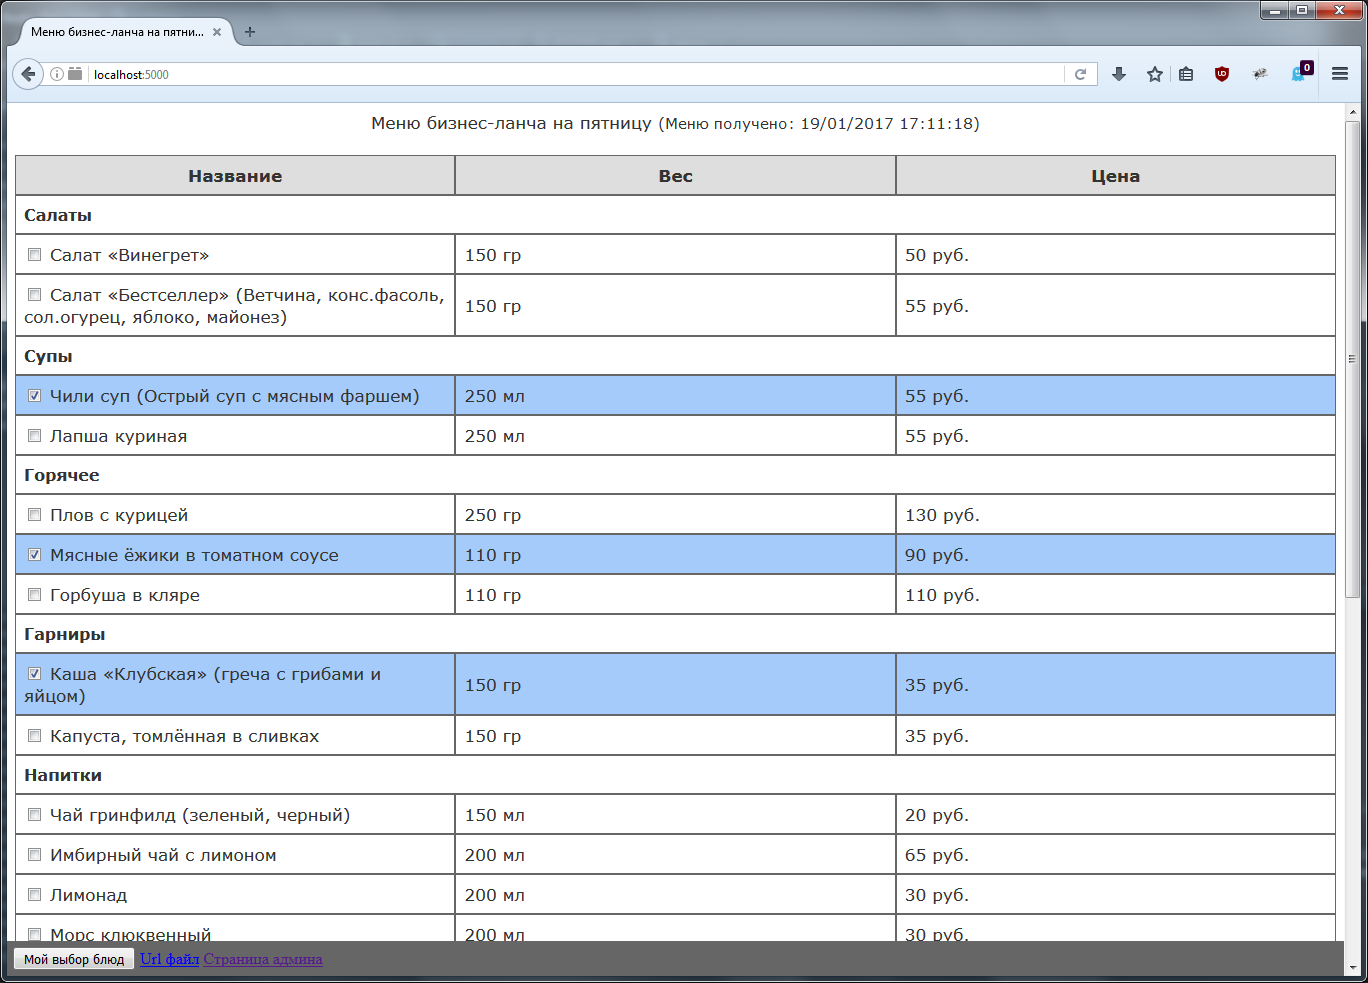 Меню бизнес-ланча на пятни...
localhost:5000
0
Меню бизнес-ланча на пятницу (Меню получено: 19/01/2017 17:11:18)
Название Вес Цена
Салаты
Салат «Винегрет» 150 гр 50 руб.
Салат «Бестселлер» (Ветчина, конс.фасоль,
сол.огурец, яблоко, майонез) 150 гр 55 руб.
Супы
Чили суп (Острый суп с мясным фаршем) 250 мл 55 руб.
Лапша куриная 250 мл 55 руб.
Горячее
Плов с курицей 250 гр 130 руб.
Мясные ёжики в томатном соусе 110 гр 90 руб.
Горбуша в кляре 110 гр 110 руб.
Гарниры
Каша «Клубская» (греча с грибами и
яйцом) 150 гр 35 руб.
Капуста, томлённая в сливках 150 гр 35 руб.
Напитки
Чай гринфилд (зеленый, черный) 150 мл 20 руб.
Имбирный чай с лимоном 200 мл 65 руб.
Лимонад 200 мл 30 руб.
Морс клюквенный 200 мл 30 руб.
Мой выбор блюд Url файл Страница админа